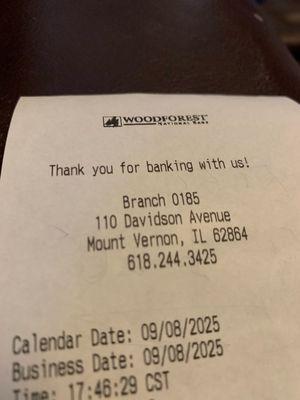 WOODFOREST
NATIONAL BANK
Thank you for banking with us!
Branch 0185
110 Davidson Avenue
Mount Vernon, IL 62864
618.244.3425
Calendar Date: 09/08/2025
Business Date: 09/08/2025
Time: 17:46:29 CST